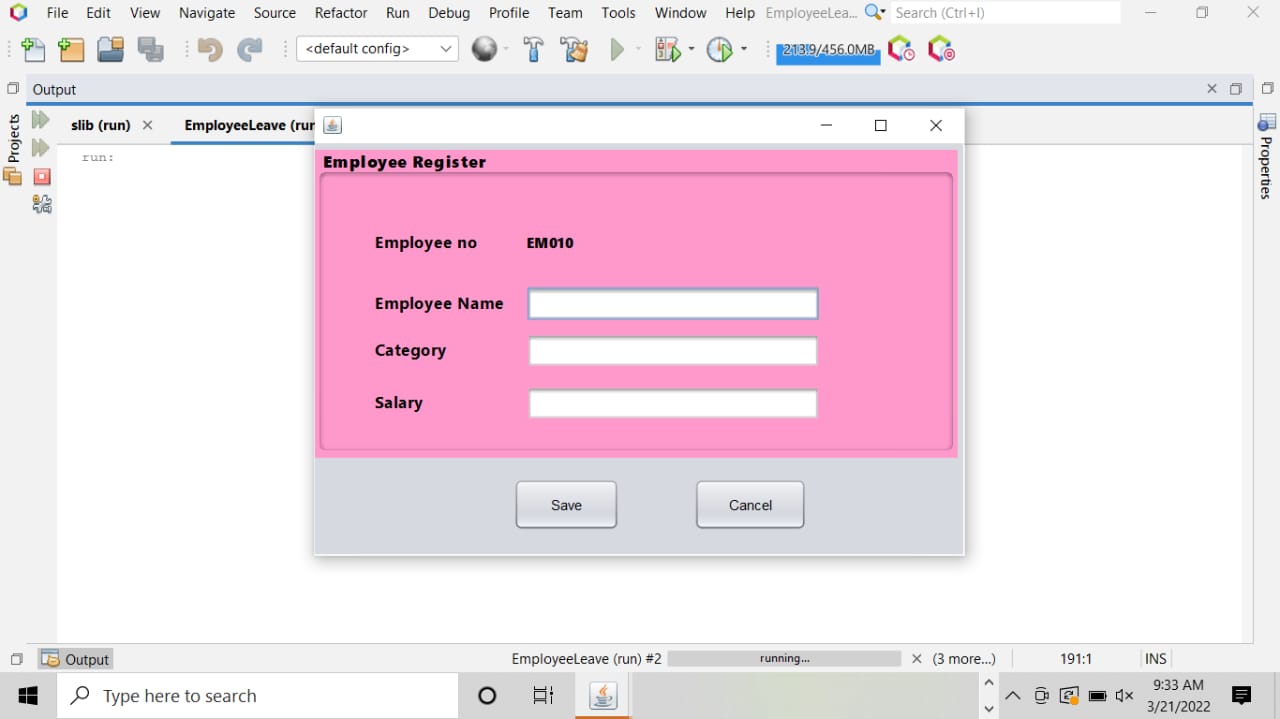 File Edit View Navigate Source Refactor Run Debug Profile Team Tools Window Help EmployeeLea... Search (Ctrl+I)
<default config> 213.9/456.0MB
Output
Projects
slib (run) EmployeeLeave (run
run:
Properties
Employee Register
Employee no EM010
Employee Name
Category
Salary
Save Cancel
Output EmployeeLeave (run) #2 running... (3 more...) 191:1 INS
Type here to search
9:33 AM
3/21/2022